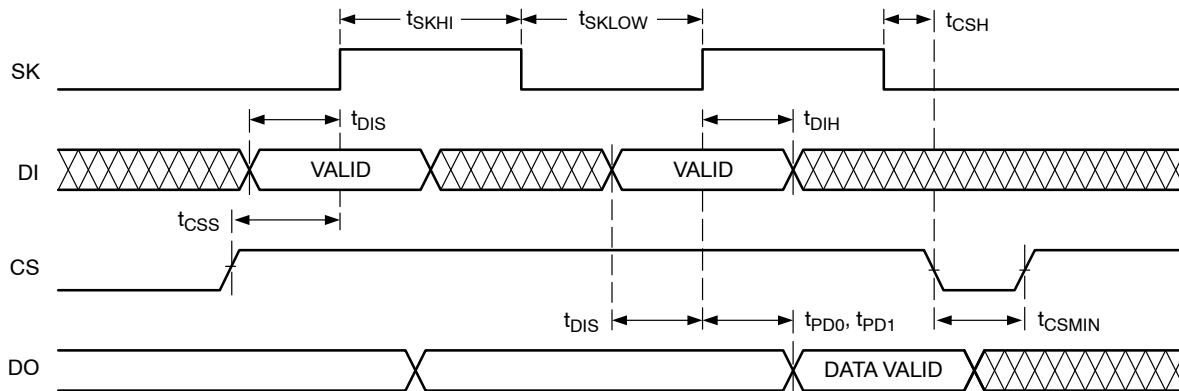 tSKHI tSKLOW tCSH
SK
tDIS tDIH
DI VALID VALID
tCSS
CS
tDIS tPD0, tPD1 tCSMIN
DO DATA VALID